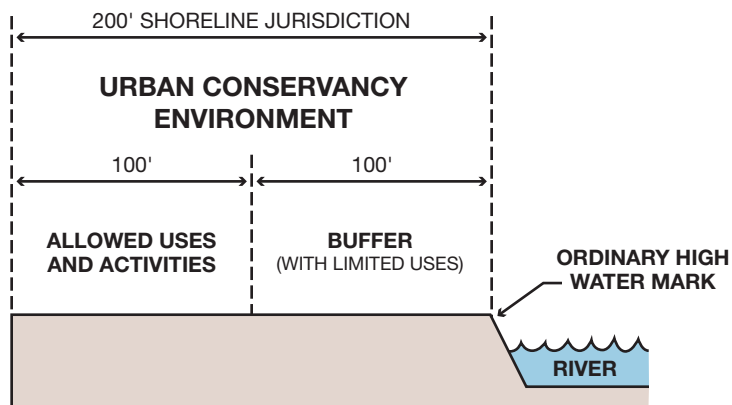 200' SHORELINE JURISDICTION
URBAN CONSERVANCY
ENVIRONMENT
100'
100'
ALLOWED USES
AND ACTIVITIES
BUFFER
(WITH LIMITED USES)
ORDINARY HIGH
WATER MARK
RIVER